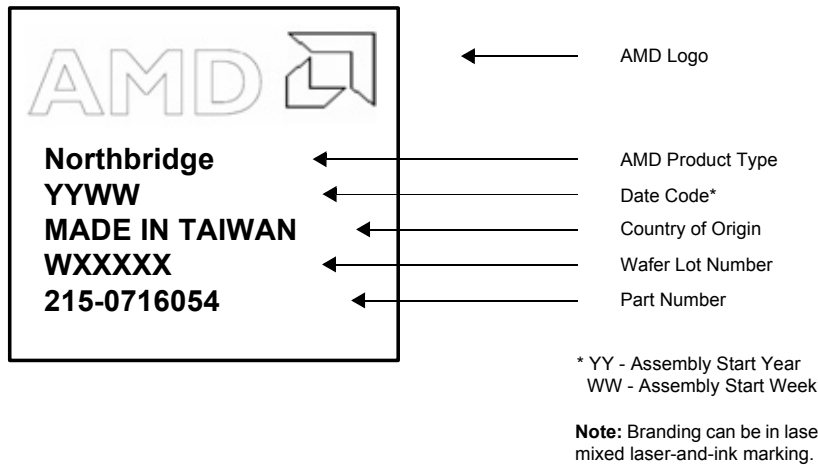 AMD
AMD Logo
Northbridge
AMD Product Type
YYWW
Date Code*
MADE IN TAIWAN
Country of Origin
WXXXXX
Wafer Lot Number
215-0716054
Part Number
* YY - Assembly Start Year
WW - Assembly Start Week
Note: Branding can be in
mixed laser-and-ink marking.